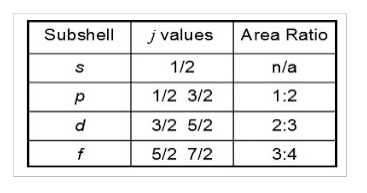 Subshell j values Area Ratio
s 1/2 n/a
p 1/2 3/2 1:2
d 3/2 5/2 2:3
f 5/2 7/2 3:4